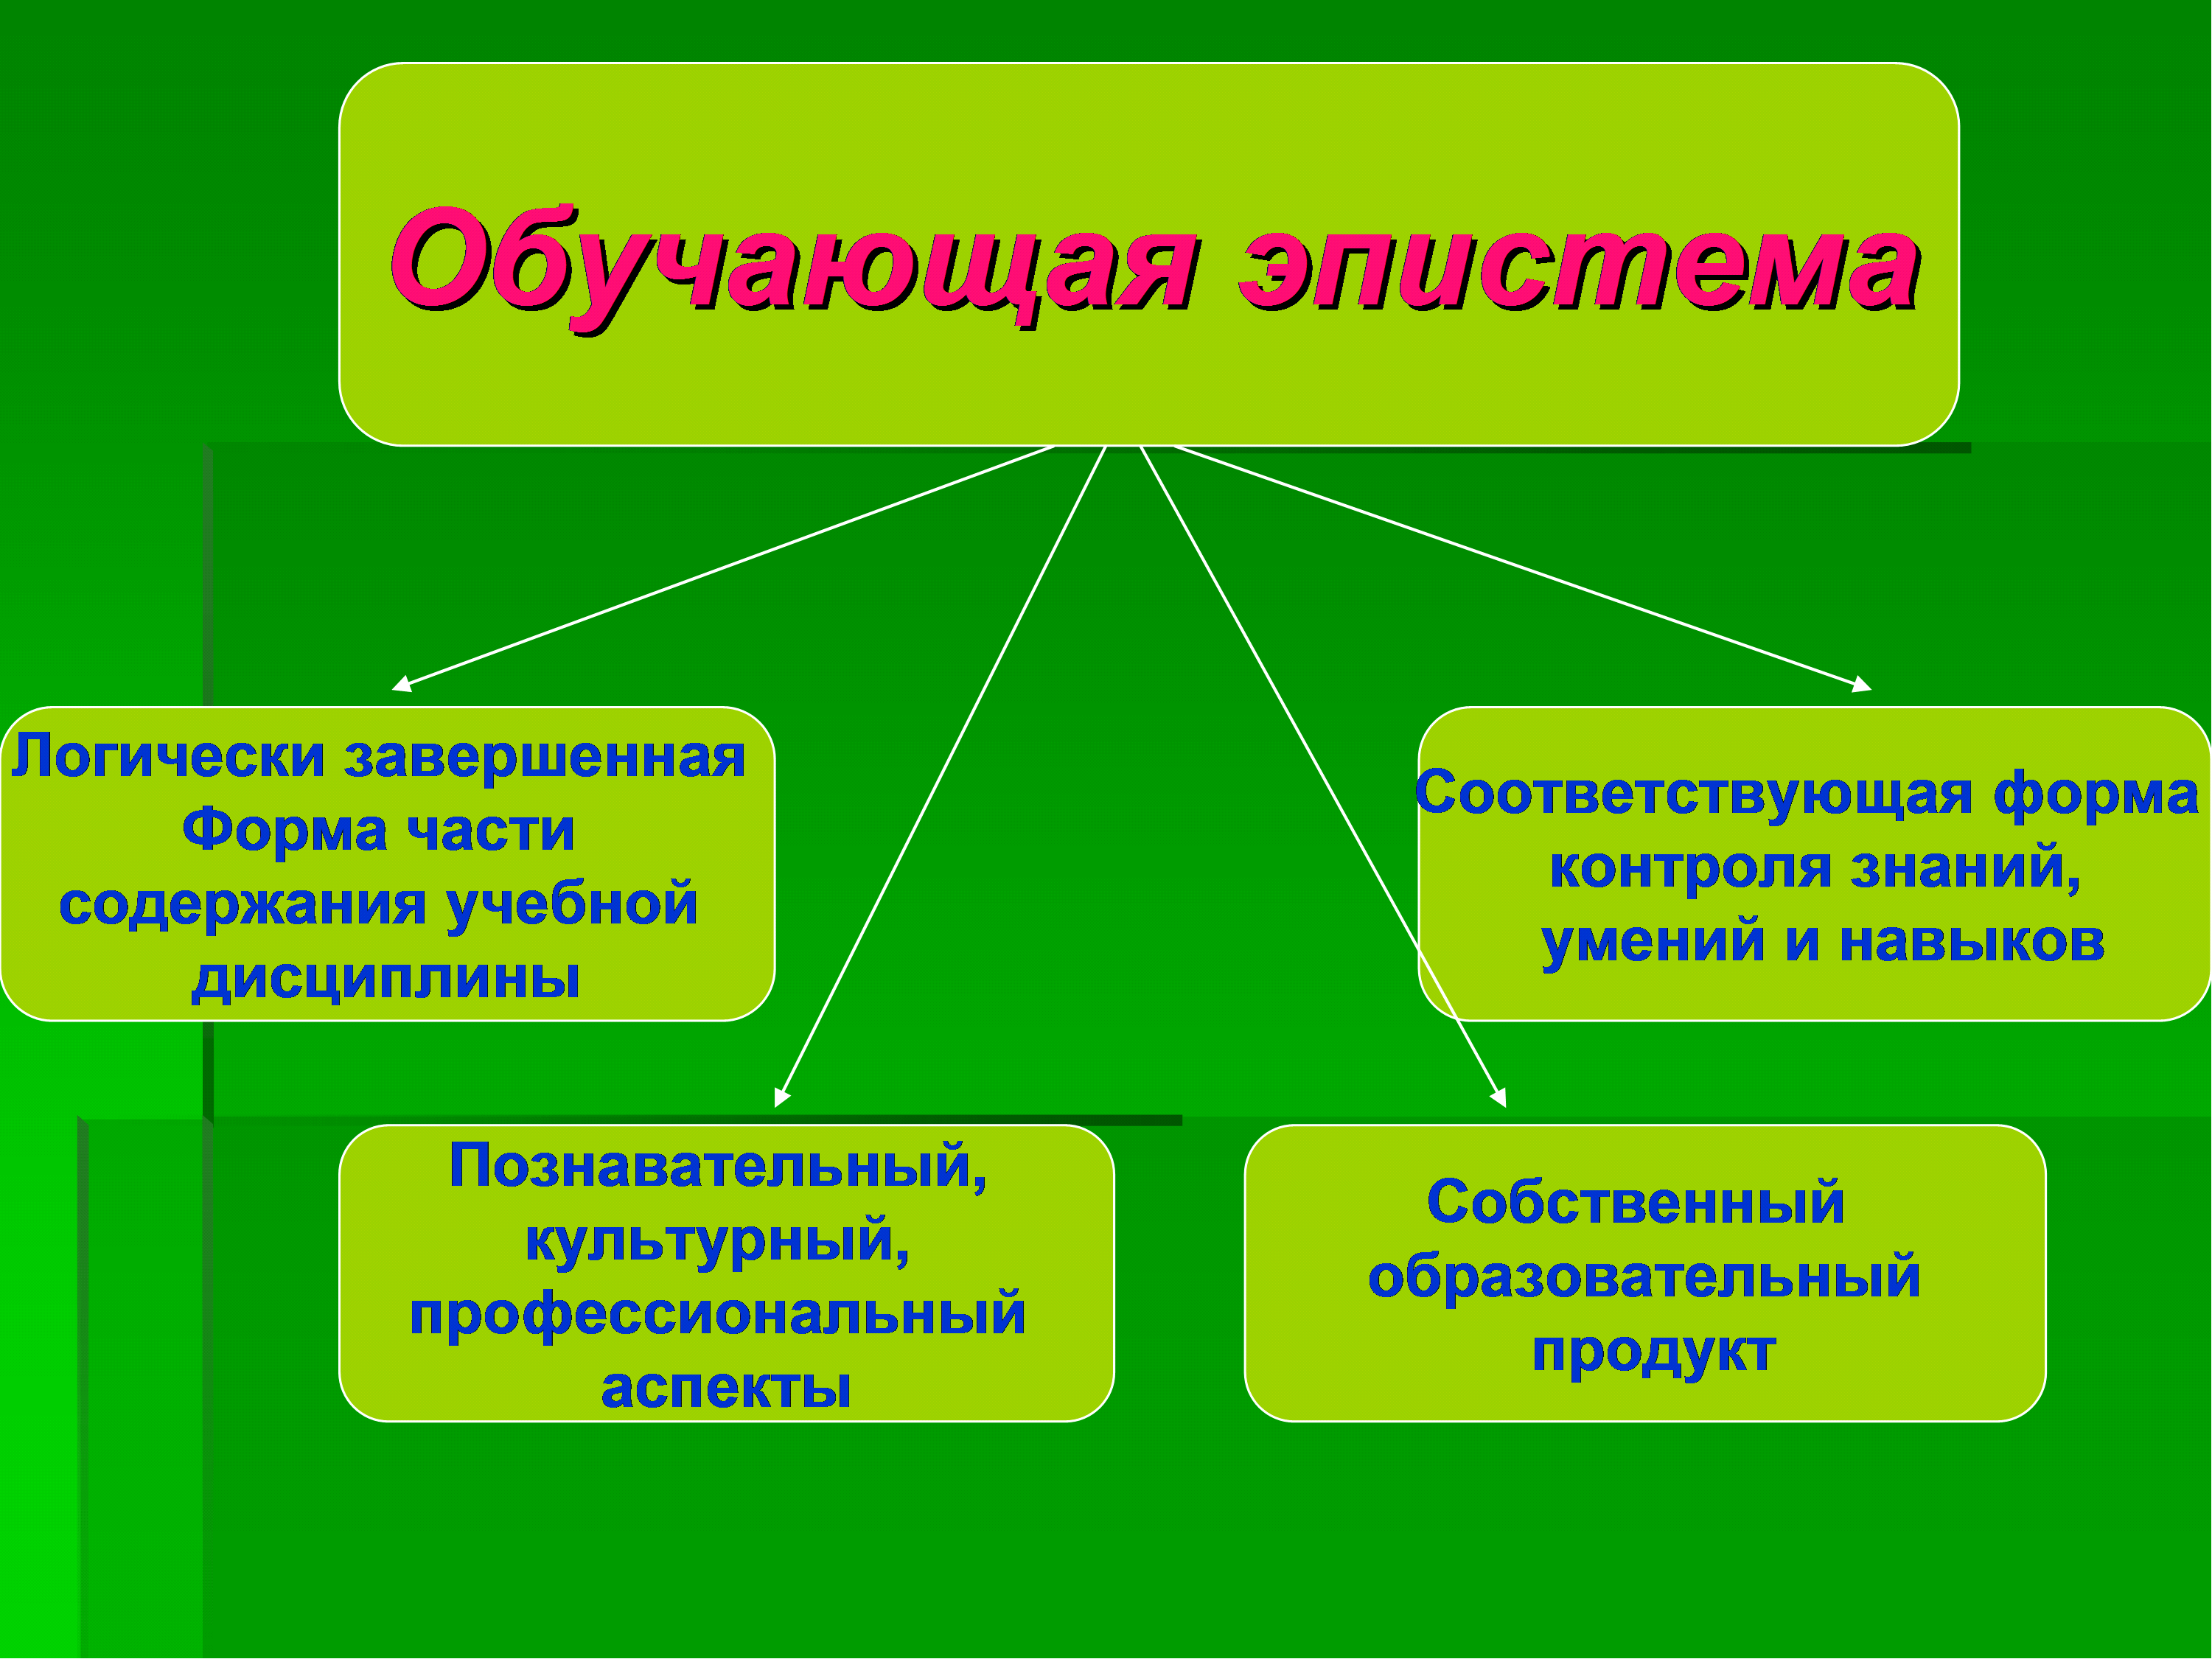 Обучающая эпистема
Логически завершенная
Форма части
содержания учебной
дисциплины
Соответствующая форма
контроля знаний,
умений и навыков
Познавательный,
культурный,
профессиональный
аспекты
Собственный
образовательный
продукт